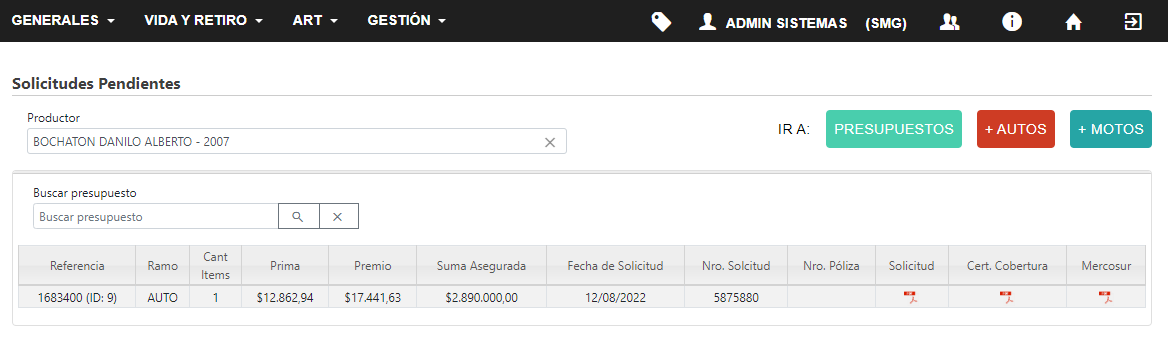 GENERALES VIDA Y RETIRO ART GESTIÓN ADMIN SISTEMAS (SMG)
Solicitudes Pendientes
Productor
BOCHATON DANILO ALBERTO - 2007
IR A: PRESUPUESTOS + AUTOS + MOTOS
Buscar presupuesto
Buscar presupuesto
Referencia Ramo Cant Items Prima Premio Suma Asegurada Fecha de Solicitud Nro. Solcitud Nro. Póliza Solicitud Cert. Cobertura Mercosur
1683400 (ID: 9) AUTO 1 $12.862,94 $17.441,63 $2.890.000,00 12/08/2022 5875880